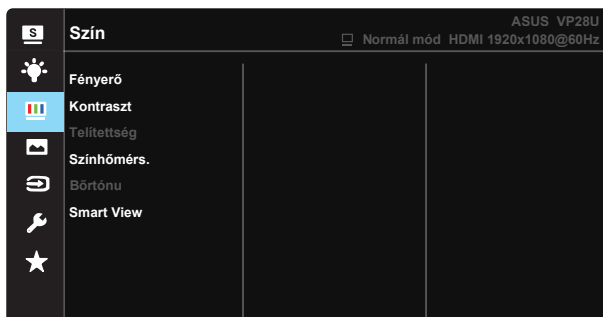 S
Szín
ASUS VP28U
Normál mód HDMI 1920x1080@60Hz
Fényerő
Kontraszt
Telítettség
Színhőmérs.
Bőrtónu
Smart View